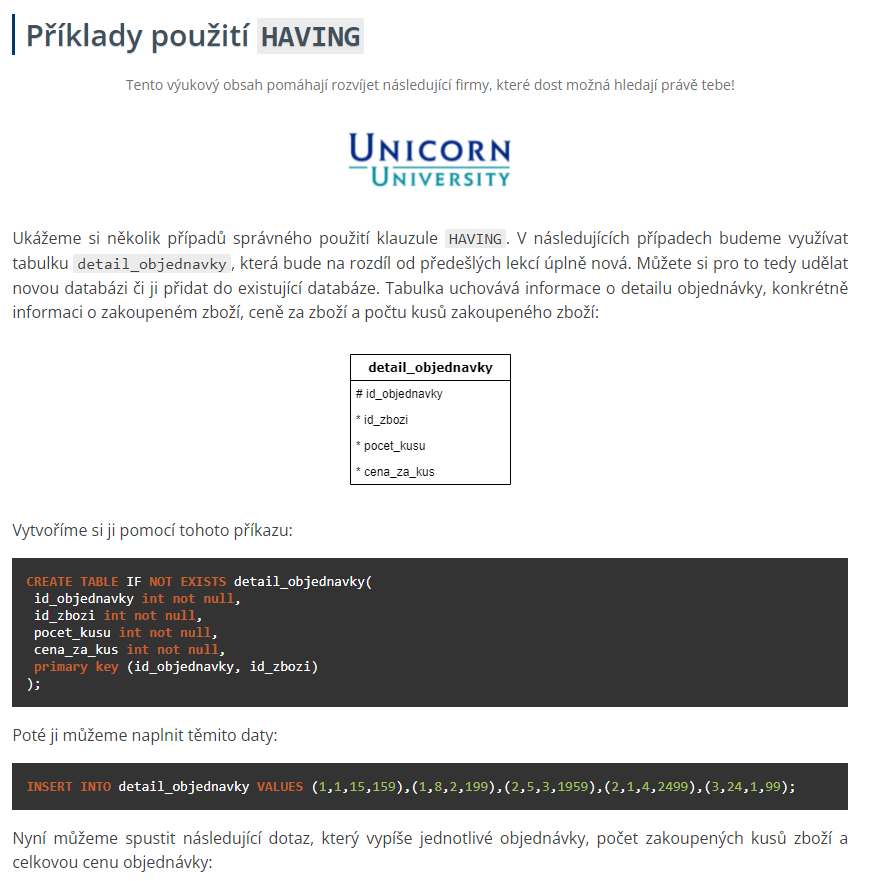 Příklady použití HAVING
Tento výukový obsah pomáhají rozvíjet následující firmy, které dost možná hledají právě tebe!
UNICORN
UNIVERSITY
Ukážeme si několik případů správného použití klauzule HAVING. V následujících případech budeme využívat
tabulku detail_objednavky, která bude na rozdíl od předešlých lekcí úplně nová. Můžete si pro to tedy udělat
novou databázi či ji přidat do existující databáze. Tabulka uchovává informace o detailu objednávky, konkrétně
informaci o zakoupeném zboží, ceně za zboží a počtu kusů zakoupeného zboží:
detail_objednavky
# id_objednavky
* id_zbozi
* pocet_kusu
* cena_za_kus
Vytvoříme si ji pomocí tohoto příkazu:
CREATE TABLE IF NOT EXISTS detail_objednavky(
id_objednavky int not null,
id_zbozi int not null,
pocet_kusu int not null,
cena_za_kus int not null,
primary key (id_objednavky, id_zbozi)
);
Poté ji můžeme naplnit těmito daty:
INSERT INTO detail_objednavky VALUES (1,1,15,159),(1,8,2,199),(2,5,3,1959),(2,1,4,2499),(3,24,1,99);
Nyní můžeme spustit následující dotaz, který vypíše jednotlivé objednávky, počet zakoupených kusů zboží a
celkovou cenu objednávky: